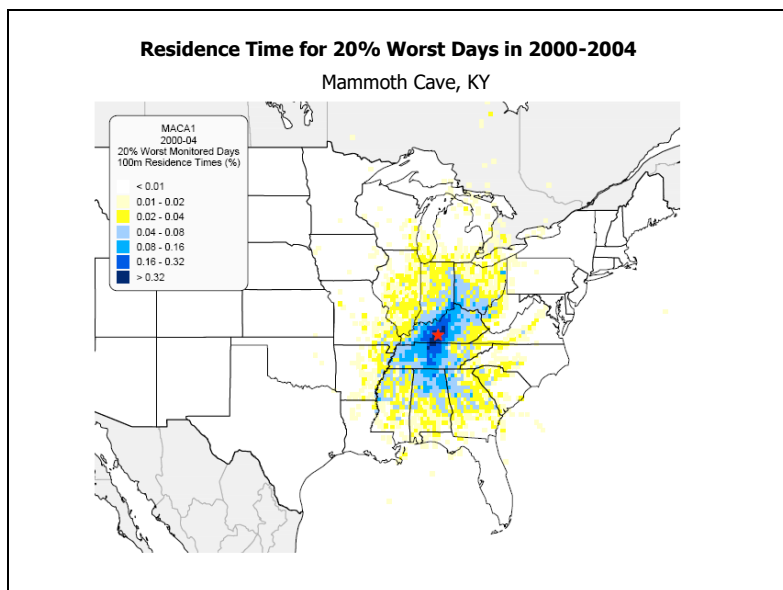 Residence Time for 20% Worst Days in 2000-2004
Mammoth Cave, KY
MACA1
2000-04
20% Worst Monitored Days
100m Residence Times (%)
< 0.01
0.01 - 0.02
0.02 - 0.04
0.04 - 0.08
0.08 - 0.16
0.16 - 0.32
> 0.32